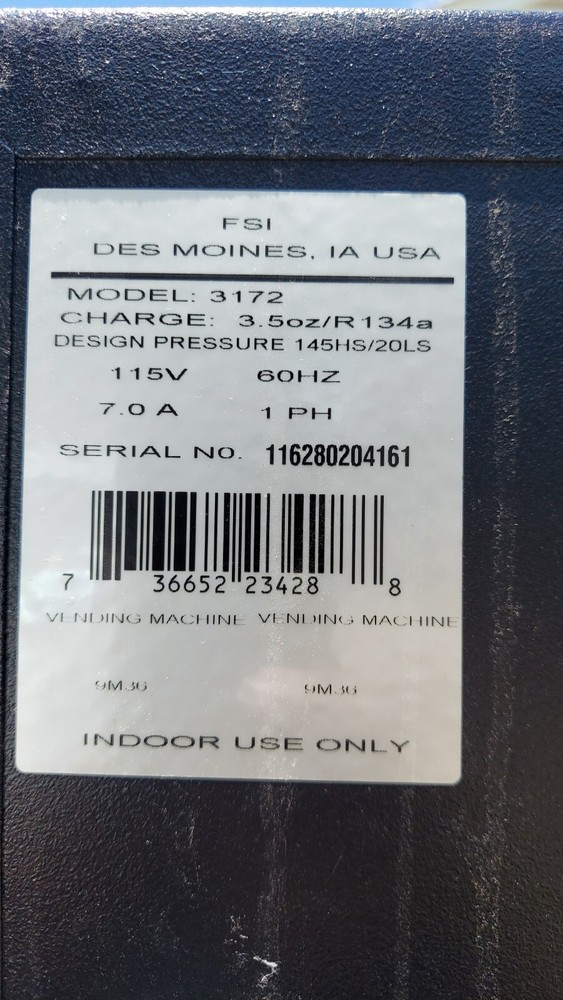 FSI
DES MOINES, IA USA
MODEL: 3172
CHARGE: 3.5oz/R134a
DESIGN PRESSURE 145HS/20LS
115V 60HZ
7.0 A 1 PH
SERIAL NO. 116280204161
7 36652 23428 8
VENDING MACHINE VENDING MACHINE
9M36 9M36
INDOOR USE ONLY